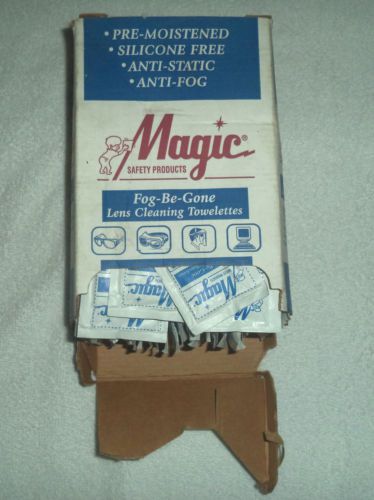 • PRE-MOISTENED
• SILICONE FREE
• ANTI-STATIC
• ANTI-FOG
Magic®
SAFETY PRODUCTS
Fog-Be-Gone
Lens Cleaning Towelettes
Magic
Magic